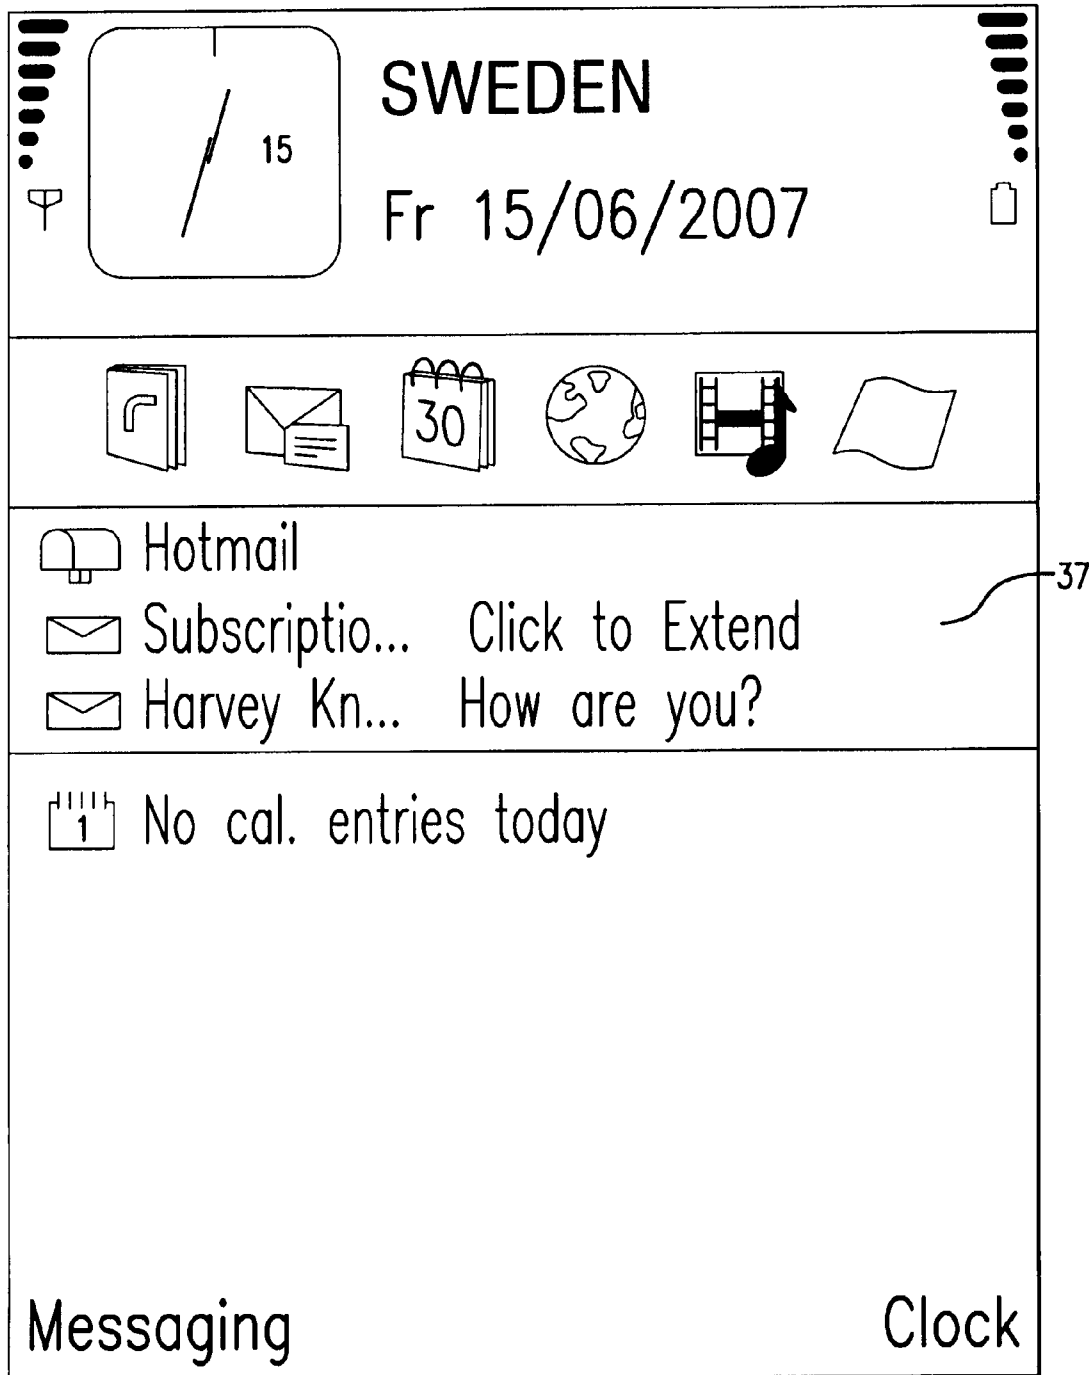 SWEDEN
15
Fr 15/06/2007
30
Hotmail
37
Subscriptio... Click to Extend
Harvey Kn... How are you?
1 No cal. entries today
Messaging Clock